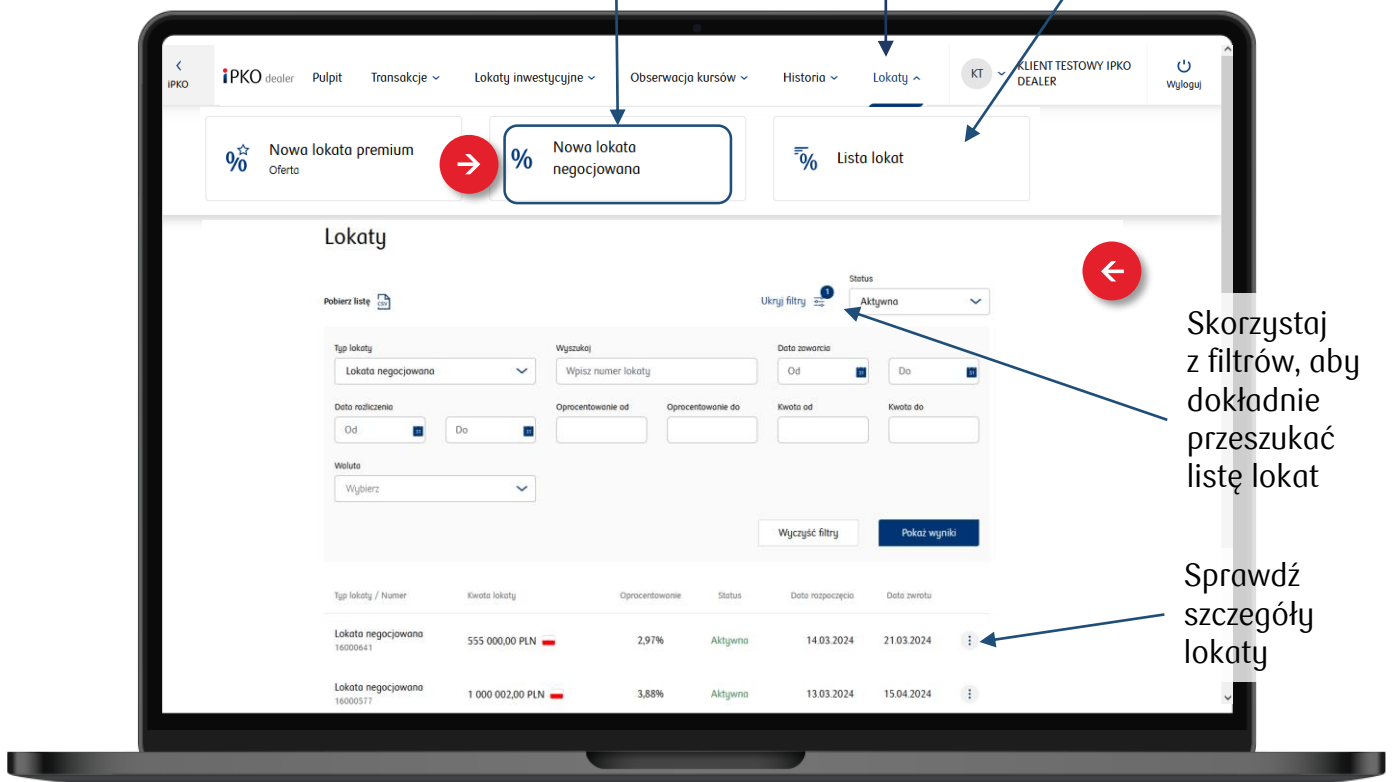 iPKO
iPKO dealer
Pulpit
Transakcje
Lokaty inwestycyjne
Obserwacja kursów
Historia
Lokaty
KT
KLIENT TESTOWY IPKO
DEALER
Wyloguj
Nowa lokata premium
Oferta
Nowa lokata
negocjowana
Lista lokat
Lokaty
Pobierz listę
CSV
Ukryj filtry
1
Status
Aktywna
Typ lokaty
Lokata negocjowana
Wyszukaj
Wpisz numer lokaty
Data zawarcia
Od
31
Do
31
Data rozliczenia
Od
31
Do
31
Oprocentowanie od
Oprocentowanie do
Kwota od
Kwota do
Waluta
Wybierz
Wyczyść filtry
Pokaż wyniki
Typ lokaty / Numer
Kwota lokaty
Oprocentowanie
Status
Data rozpoczęcia
Data zwrotu
Lokata negocjowana
16000641
555 000,00 PLN
2,97%
Aktywna
14.03.2024
21.03.2024
Lokata negocjowana
16000577
1 000 002,00 PLN
3,88%
Aktywna
13.03.2024
15.04.2024
Skorzystaj
z filtrów, aby
dokładnie
przeszukać
listę lokat
Sprawdź
szczegóły
lokaty